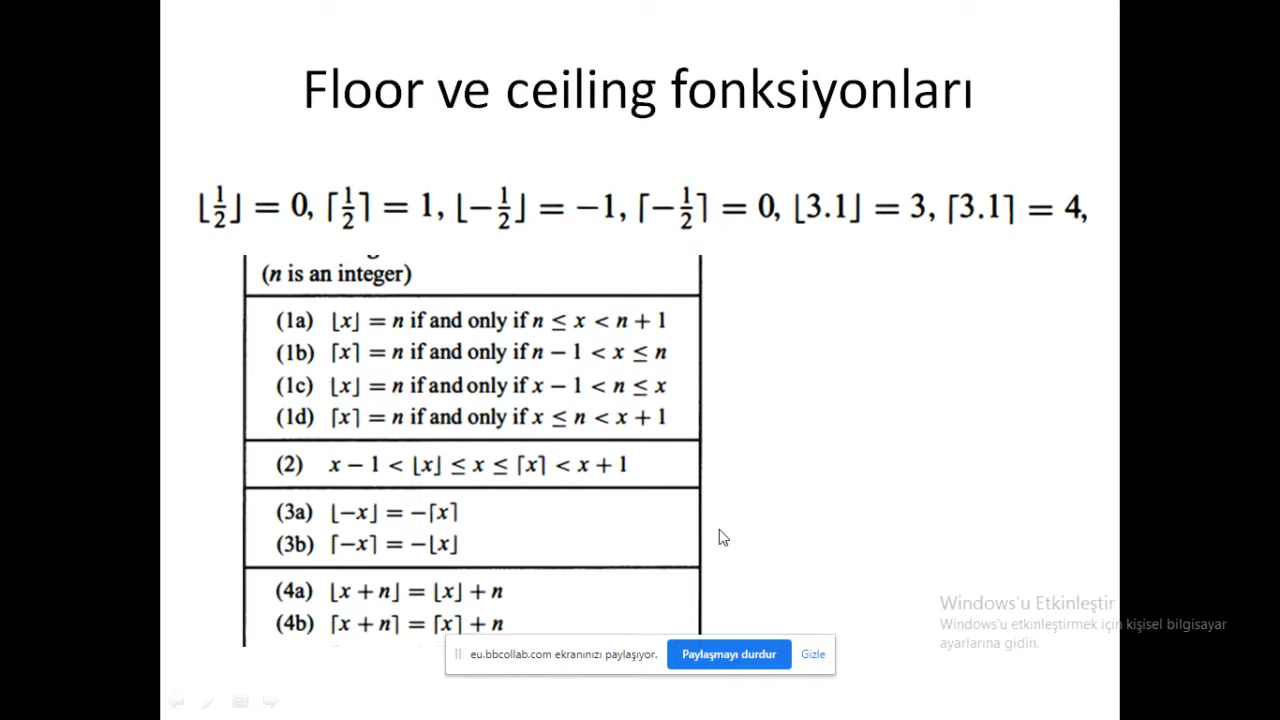 Floor ve ceiling fonksiyonları
⌊1/2⌋ = 0, ⌈1/2⌉ = 1, ⌊−1/2⌋ = −1, ⌈−1/2⌉ = 0, ⌊3.1⌋ = 3, ⌈3.1⌉ = 4,
(n is an integer)
(1a) ⌊x⌋ = n if and only if n ≤ x < n + 1
(1b) ⌈x⌉ = n if and only if n − 1 < x ≤ n
(1c) ⌊x⌋ = n if and only if x − 1 < n ≤ x
(1d) ⌈x⌉ = n if and only if x ≤ n < x + 1
(2) x − 1 < ⌊x⌋ ≤ x ≤ ⌈x⌉ < x + 1
(3a) ⌊−x⌋ = −⌈x⌉
(3b) ⌈−x⌉ = −⌊x⌋
(4a) ⌊x + n⌋ = ⌊x⌋ + n
(4b) ⌈x + n⌉ = ⌈x⌉ + n
Windows'u Etkinleştir
Windows'u etkinleştirmek için kişisel bilgisayar
ayarlarına gidin.
eu.bbcollab.com ekranınızı paylaşıyor. Paylaşmayı durdur Gizle